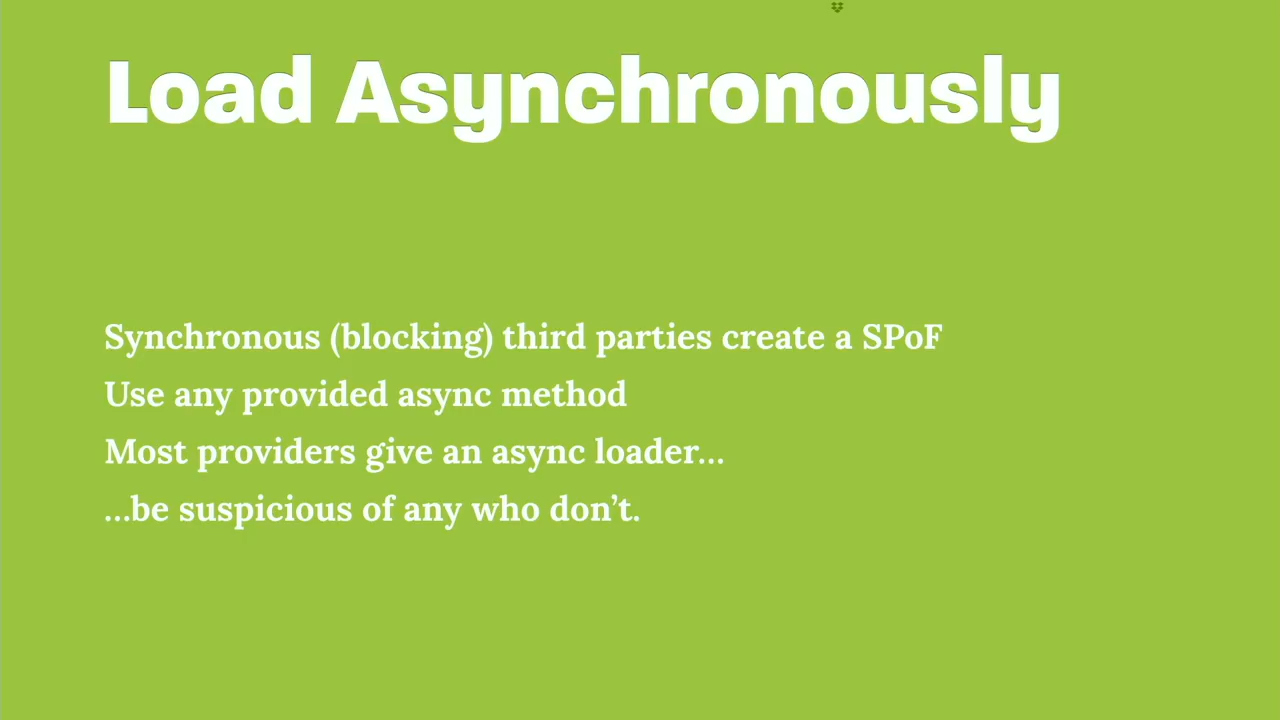 Load Asynchronously
Synchronous (blocking) third parties create a SPoF
Use any provided async method
Most providers give an async loader…
…be suspicious of any who don’t.